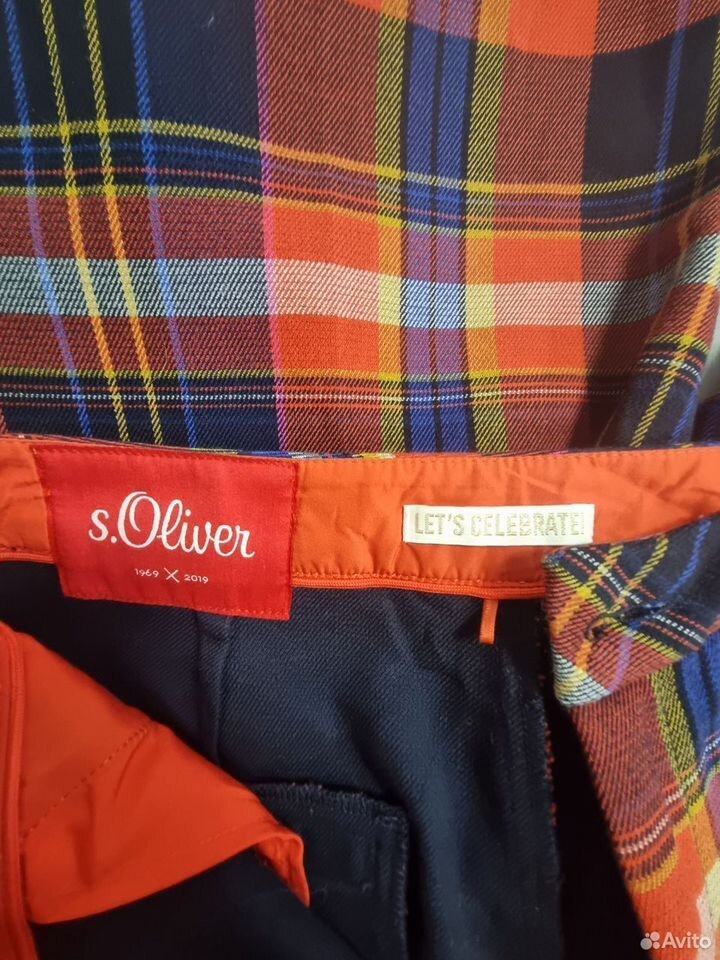 s.Oliver
1969 X 2019
LET'S CELEBRATE!
Avito